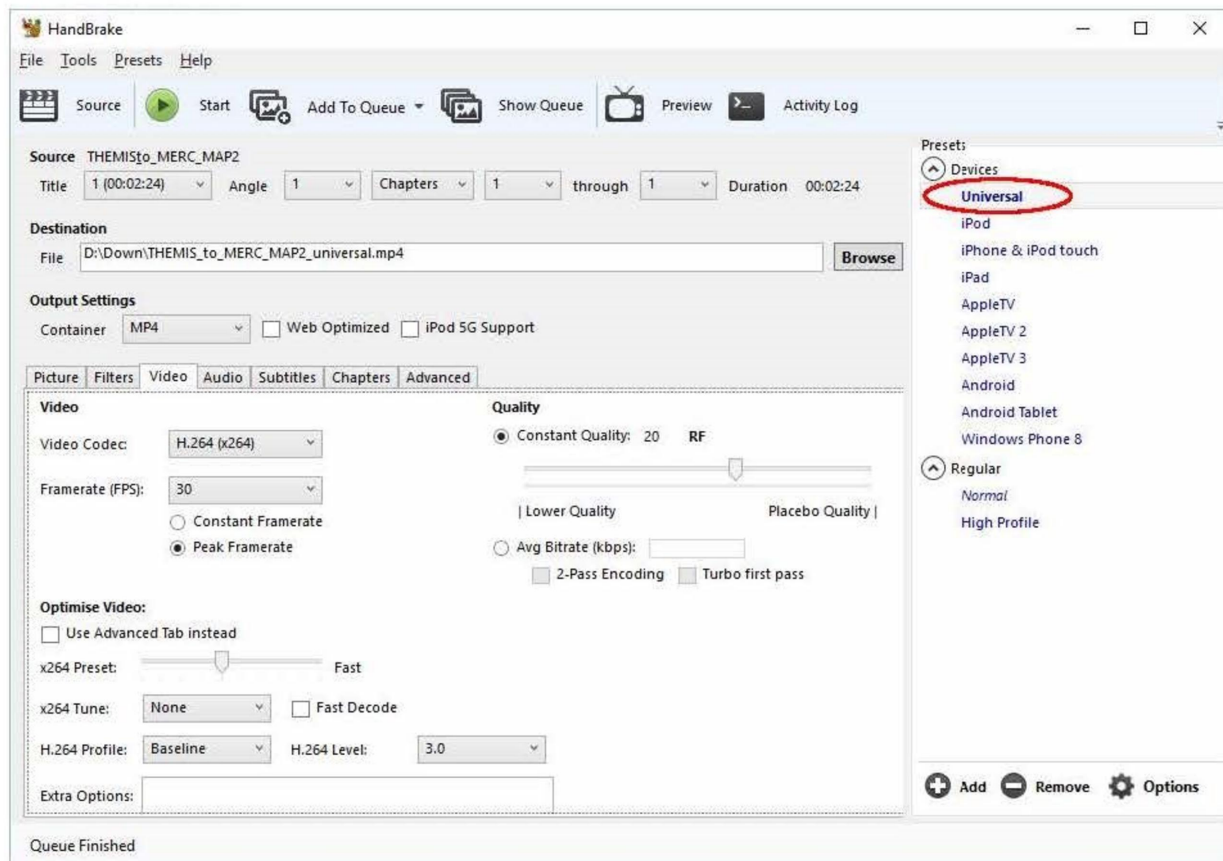 HandBrake
File Tools Presets Help
Source Start Add To Queue Show Queue Preview Activity Log
Source THEMISto_MERC_MAP2
Title 1 (00:02:24) Angle 1 Chapters 1 through 1 Duration 00:02:24
Destination
File D:\Down\THEMIS_to_MERC_MAP2_universal.mp4 Browse
Output Settings
Container MP4 Web Optimized iPod 5G Support
Picture Filters Video Audio Subtitles Chapters Advanced
Video
Video Codec: H.264 (x264)
Framerate (FPS): 30
Constant Framerate
Peak Framerate
Quality
Constant Quality: 20 RF
| Lower Quality Placebo Quality |
Avg Bitrate (kbps):
2-Pass Encoding Turbo first pass
Optimise Video:
Use Advanced Tab instead
x264 Preset: Fast
x264 Tune: None Fast Decode
H.264 Profile: Baseline H.264 Level: 3.0
Extra Options:
Presets
Devices
Universal
iPod
iPhone & iPod touch
iPad
AppleTV
AppleTV 2
AppleTV 3
Android
Android Tablet
Windows Phone 8
Regular
Normal
High Profile
Add Remove Options
Queue Finished